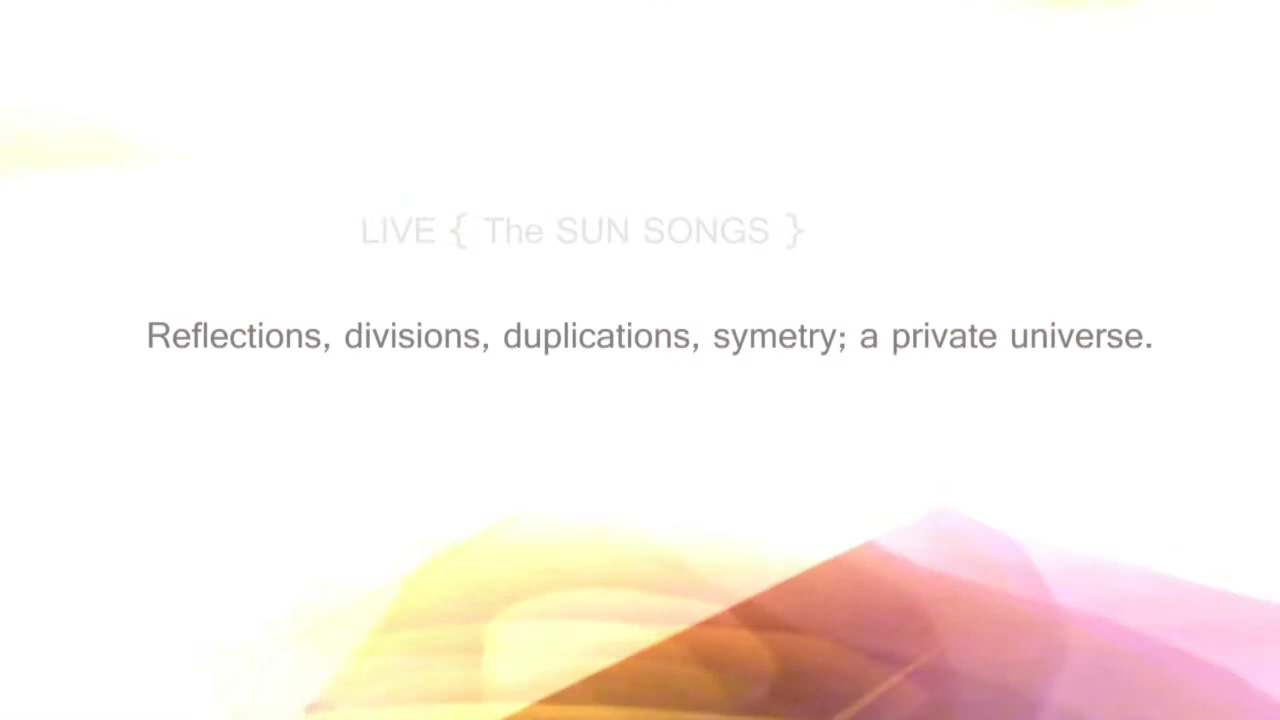 LIVE { The SUN SONGS }
Reflections, divisions, duplications, symetry; a private universe.